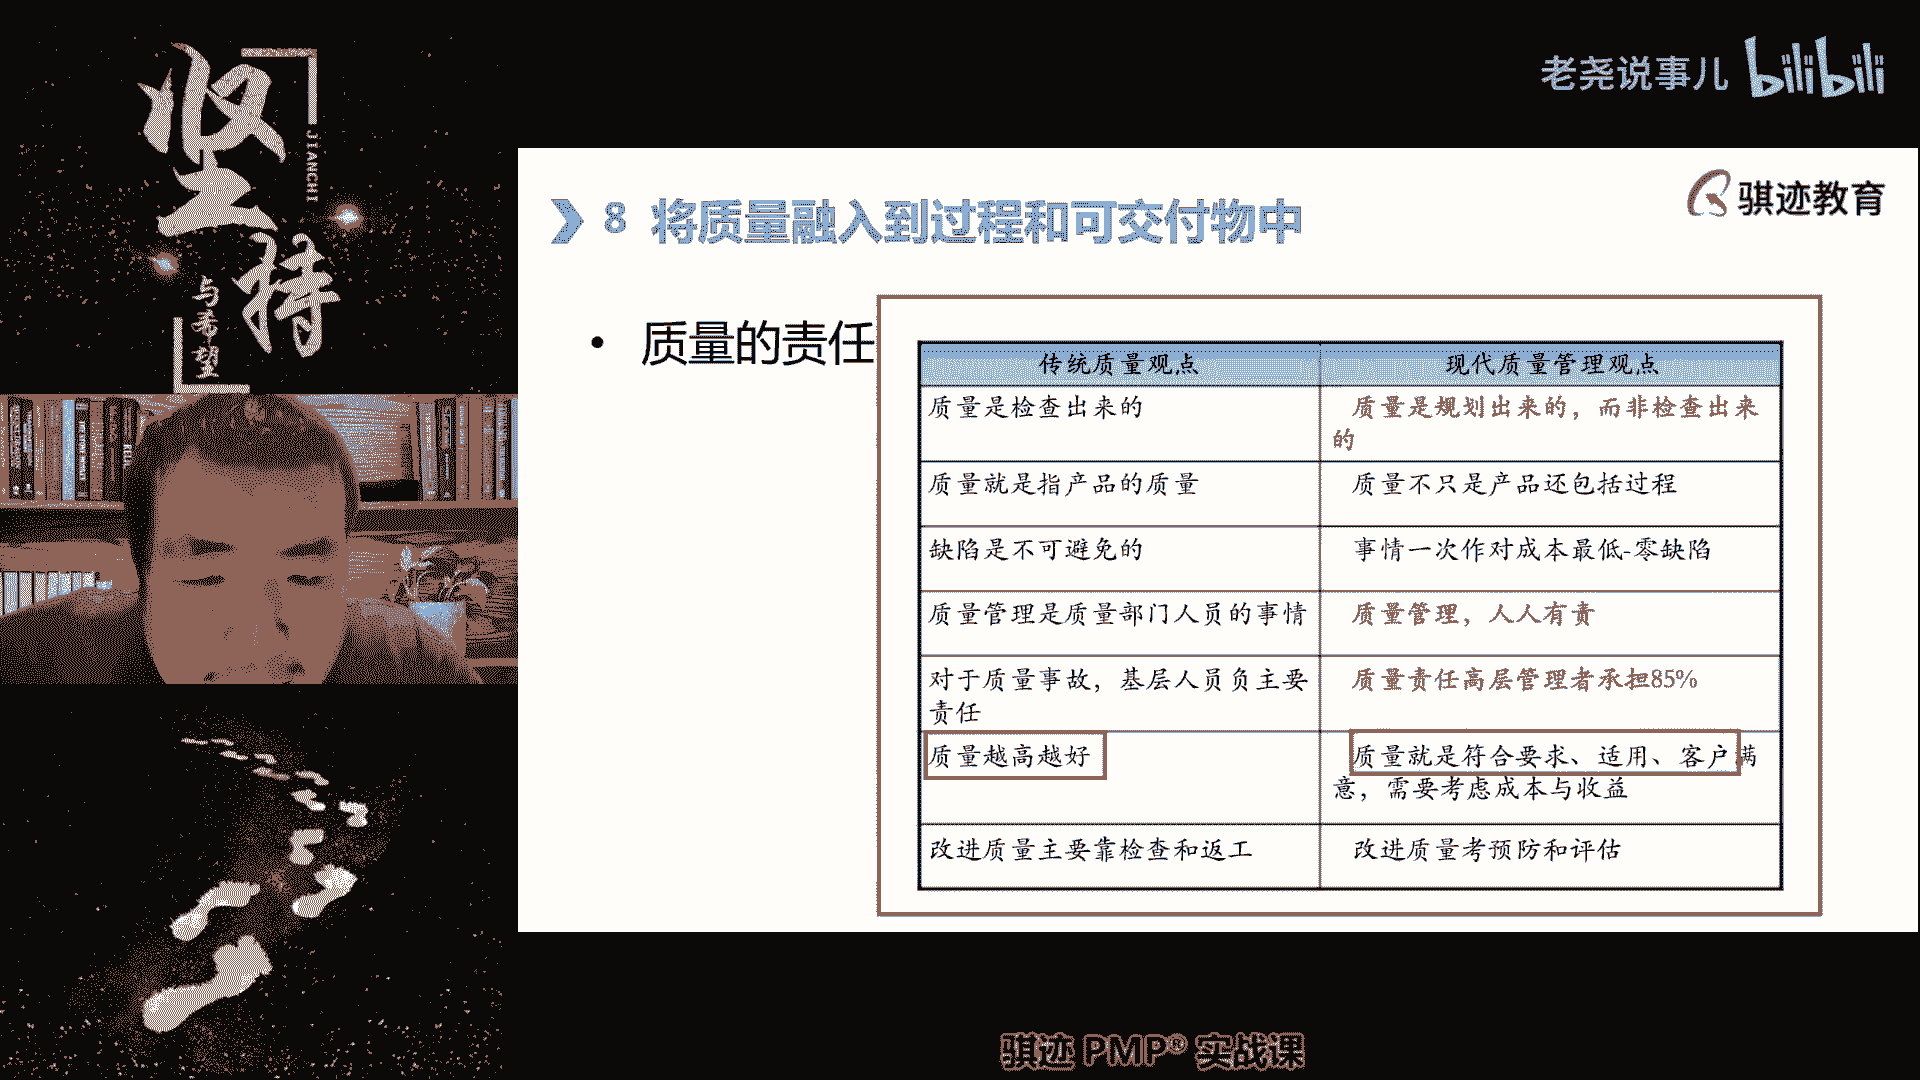 坚持
JIANCHI
与希望
老尧说事儿 bilibili
骐迹教育
8 将质量融入到过程和可交付物中
• 质量的责任
传统质量观点 现代质量管理观点
质量是检查出来的 质量是规划出来的，而非检查出来
的
质量就是指产品的质量 质量不只是产品还包括过程
缺陷是不可避免的 事情一次作对成本最低-零缺陷
质量管理是质量部门人员的事情 质量管理，人人有责
对于质量事故，基层人员负主要 质量责任高层管理者承担85%
责任
质量越高越好 质量就是符合要求、适用、客户满
意，需要考虑成本与收益
改进质量主要靠检查和返工 改进质量考预防和评估
骐迹 PMP® 实战课